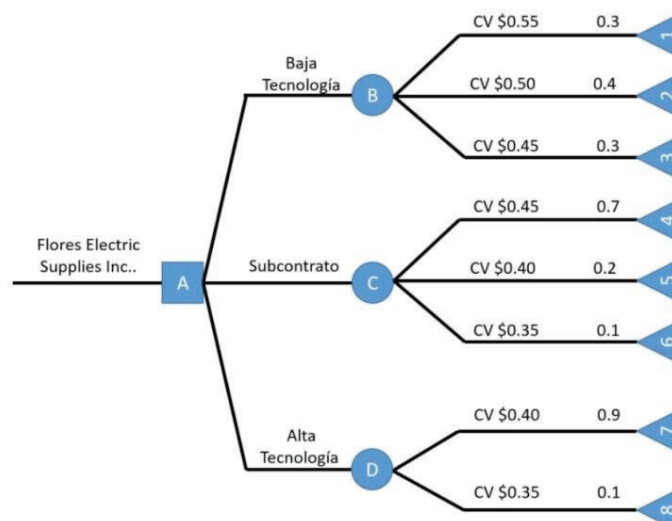 CV $0.55 0.3 1
Baja
Tecnología B
CV $0.50 0.4 2
CV $0.45 0.3 3
Flores Electric
Supplies Inc..
A
Subcontrato C
CV $0.45 0.7 4
CV $0.40 0.2 5
CV $0.35 0.1 6
Alta
Tecnología D
CV $0.40 0.9 7
CV $0.35 0.1 8